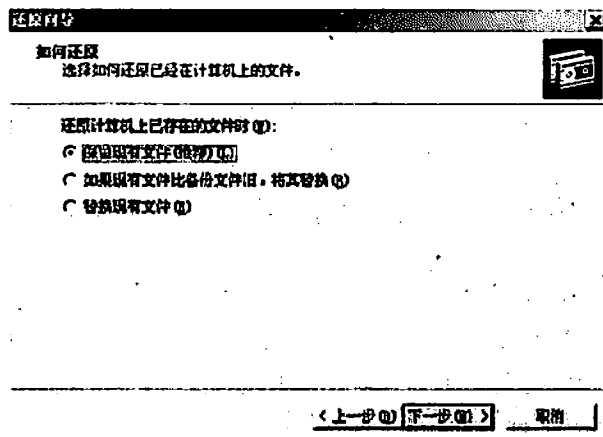 还原向导
如何还原
选择如何还原已经在计算机上的文件。
还原计算机上已存在的文件时(W):
保留现有文件(推荐)(L)
如果现有文件比备份文件旧，将其替换(R)
替换现有文件
<上一步(B) 下一步(N)> 取消